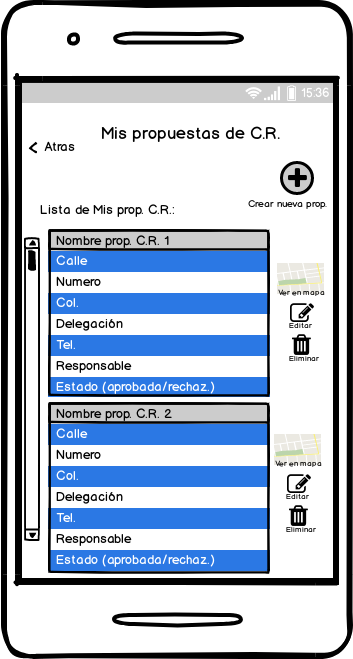 15:36
Mis propuestas de C.R.
Atras
Crear nueva prop.
Lista de Mis prop. C.R.:
Nombre prop. C.R. 1
Calle
Numero
Col.
Delegación
Tel.
Responsable
Estado (aprobada/rechaz.)
Ver en mapa
Editar
Eliminar
Nombre prop. C.R. 2
Calle
Numero
Col.
Delegación
Tel.
Responsable
Estado (aprobada/rechaz.)
Ver en mapa
Editar
Eliminar